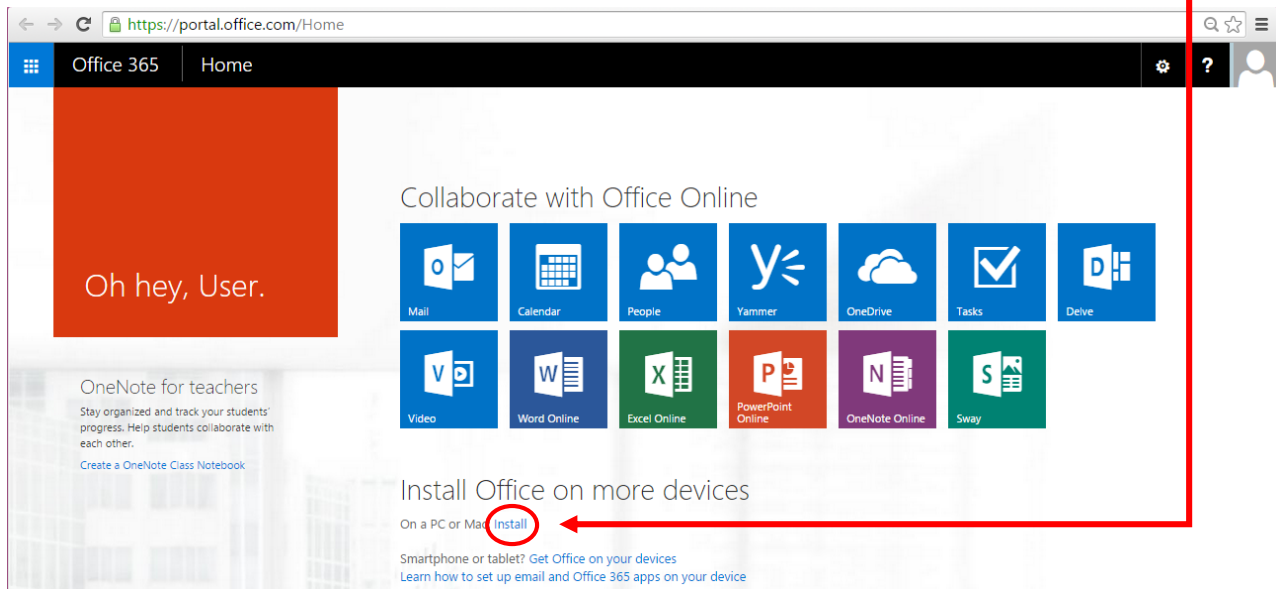 https://portal.office.com/Home
Office 365 Home ?
Oh hey, User.
Collaborate with Office Online
Mail Calendar People Yammer OneDrive Tasks Delve
Video Word Online Excel Online PowerPoint Online OneNote Online Sway
OneNote for teachers
Stay organized and track your students'
progress. Help students collaborate with
each other.
Create a OneNote Class Notebook
Install Office on more devices
On a PC or Mac Install
Smartphone or tablet? Get Office on your devices
Learn how to set up email and Office 365 apps on your device